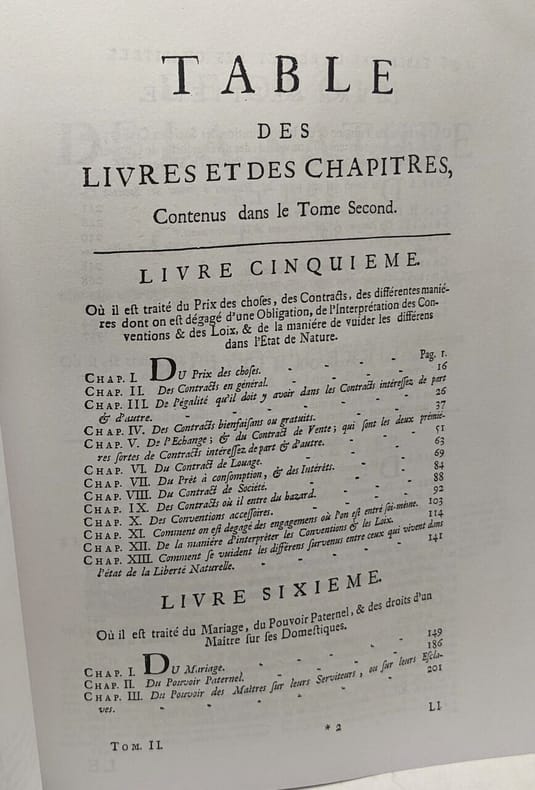 TABLE
DES
LIVRES ET DES CHAPITRES,
Contenus dans le Tome Second.
LIVRE CINQUIEME.
Où il est traité du Prix des choses, des Contracts, des différentes maniè-
res dont on est dégagé d'une Obligation, de l'Interprétation des Con-
ventions & des Loix, & de la maniére de vuider les différens
dans l'Etat de Nature.
Pag. 1.
CHAP. I. DU Prix des choses.
CHAP. II. Des Contracts en général. 16
CHAP. III. De l'égalité qu'il doit y avoir dans les Contracts intéressez de part
& d'autre. 26
CHAP. IV. Des Contracts bienfaisans ou gratuits. 37
CHAP. V. De l'Echange; & du Contract de Vente; qui sont les deux prémié-
res sortes de Contracts intéressez de part & d'autre. 51
CHAP. VI. Du Contract de Louage. 63
CHAP. VII. Du Prêt à consomption, & des Intérêts. 69
CHAP. VIII. Du Contract de Société. 84
CHAP. IX. Des Contracts où il entre du hazard. 88
CHAP. X. Des Conventions accessoires. 92
CHAP. XI. Comment on est dégagé des engagemens où l'on est entré soi-même. 103
CHAP. XII. De la maniére d'interpréter les Conventions & les Loix. 114
CHAP. XIII. Comment se vuident les différens survenus entre ceux qui vivent dans
l'état de la Liberté Naturelle. 141
LIVRE SIXIEME.
Où il est traité du Mariage, du Pouvoir Paternel, & des droits d'un
Maître sur ses Domestiques.
CHAP. I. DU Mariage. 149
CHAP. II. Du Pouvoir Paternel. 186
CHAP. III. Du Pouvoir des Maîtres sur leurs Serviteurs, ou sur leurs Escla-
ves. 201
TOM. II. * 2 LI